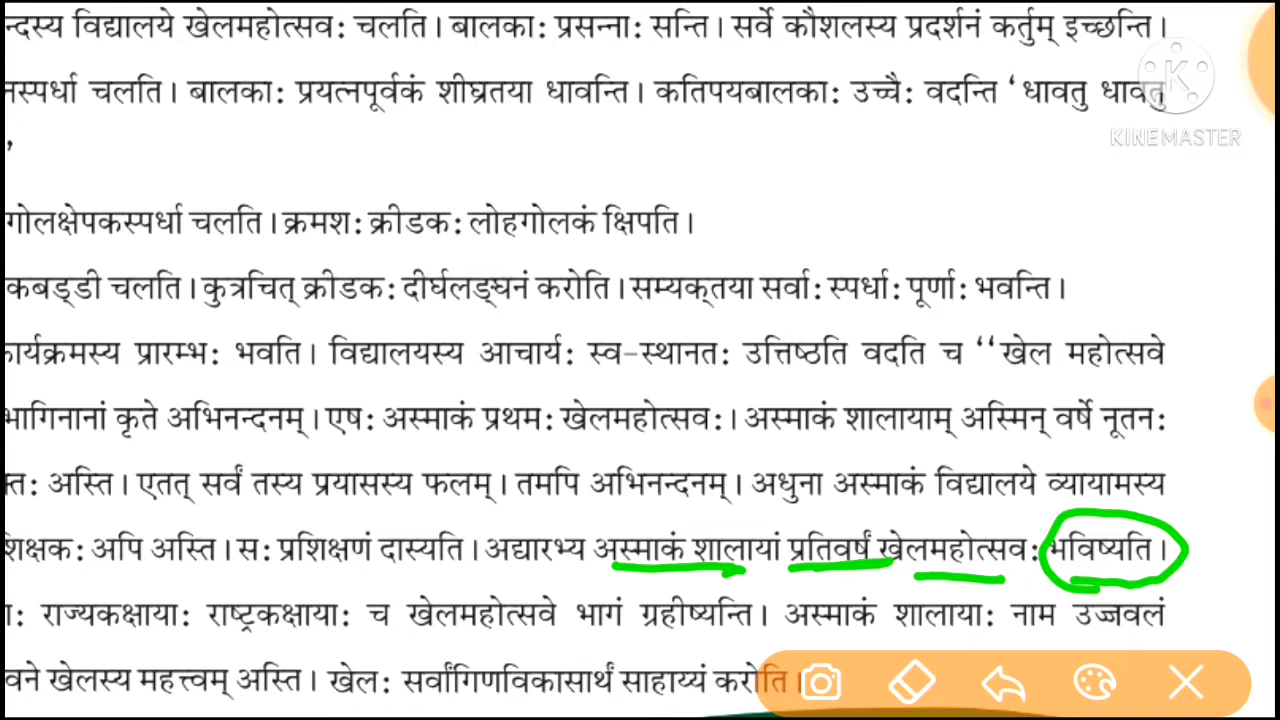 न्दस्य विद्यालये खेलमहोत्सव: चलति। बालका: प्रसन्ना: सन्ति। सर्वे कौशलस्य प्रदर्शनं कर्तुम् इच्छन्ति।
नस्पर्धा चलति। बालका: प्रयत्नपूर्वकं शीघ्रतया धावन्ति। कतिपयबालका: उच्चै: वदन्ति ‘धावतु धावतु
’
KINEMASTER
गोलक्षेपकस्पर्धा चलति। क्रमश: क्रीडक: लोहगोलकं क्षिपति।
कबड्डी चलति। कुत्रचित् क्रीडक: दीर्घलङ्घनं करोति। सम्यक्तया सर्वा: स्पर्धा: पूर्णा: भवन्ति।
कार्यक्रमस्य प्रारम्भ: भवति। विद्यालयस्य आचार्य: स्व-स्थानत: उत्तिष्ठति वदति च ‘‘खेल महोत्सवे
भागिनानां कृते अभिनन्दनम्। एष: अस्माकं प्रथम: खेलमहोत्सव:। अस्माकं शालायाम् अस्मिन् वर्षे नूतन:
क्त: अस्ति। एतत् सर्वं तस्य प्रयासस्य फलम्। तमपि अभिनन्दनम्। अधुना अस्माकं विद्यालये व्यायामस्य
शिक्षक: अपि अस्ति। स: प्रशिक्षणं दास्यति। अद्यारभ्य अस्माकं शालायां प्रतिवर्षं खेलमहोत्सव: भविष्यति।
ा: राज्यकक्षाया: राष्ट्रकक्षाया: च खेलमहोत्सवे भागं ग्रहीष्यन्ति। अस्माकं शालाया: नाम उज्जवलं
वने खेलस्य महत्त्वम् अस्ति। खेल: सर्वांगिणविकासार्थं साहाय्यं करोति।